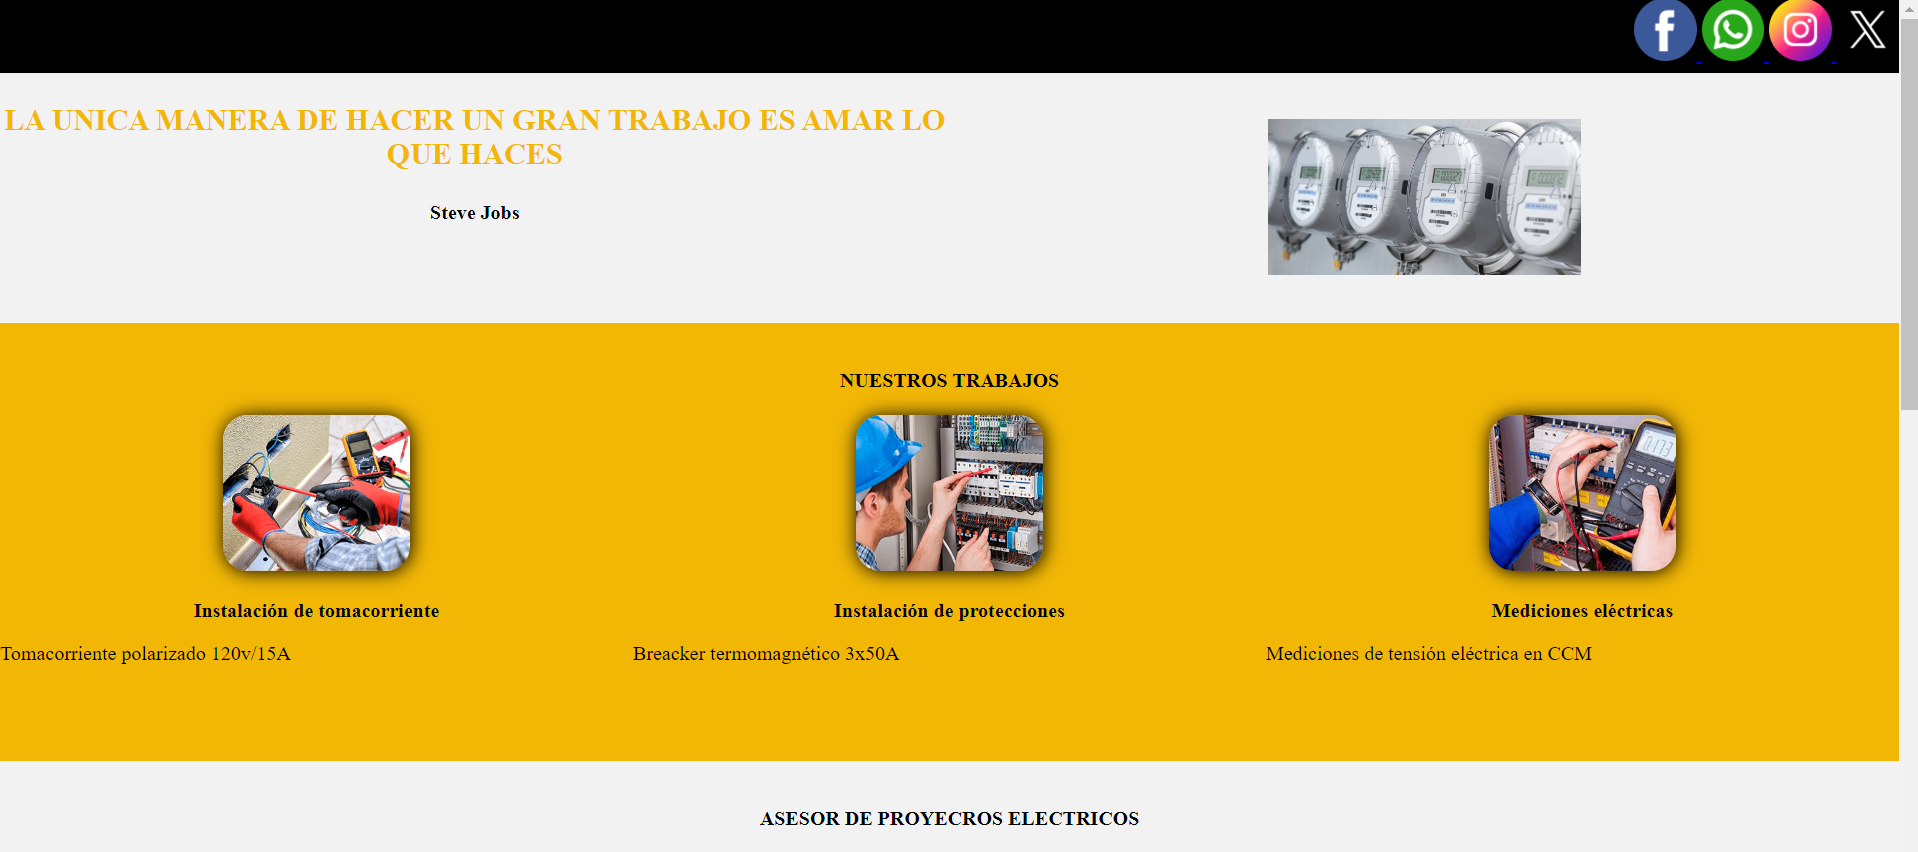 LA UNICA MANERA DE HACER UN GRAN TRABAJO ES AMAR LO
QUE HACES
Steve Jobs
NUESTROS TRABAJOS
Instalación de tomacorriente
Instalación de protecciones
Mediciones eléctricas
Tomacorriente polarizado 120v/15A
Breacker termomagnético 3x50A
Mediciones de tensión eléctrica en CCM
ASESOR DE PROYECROS ELECTRICOS